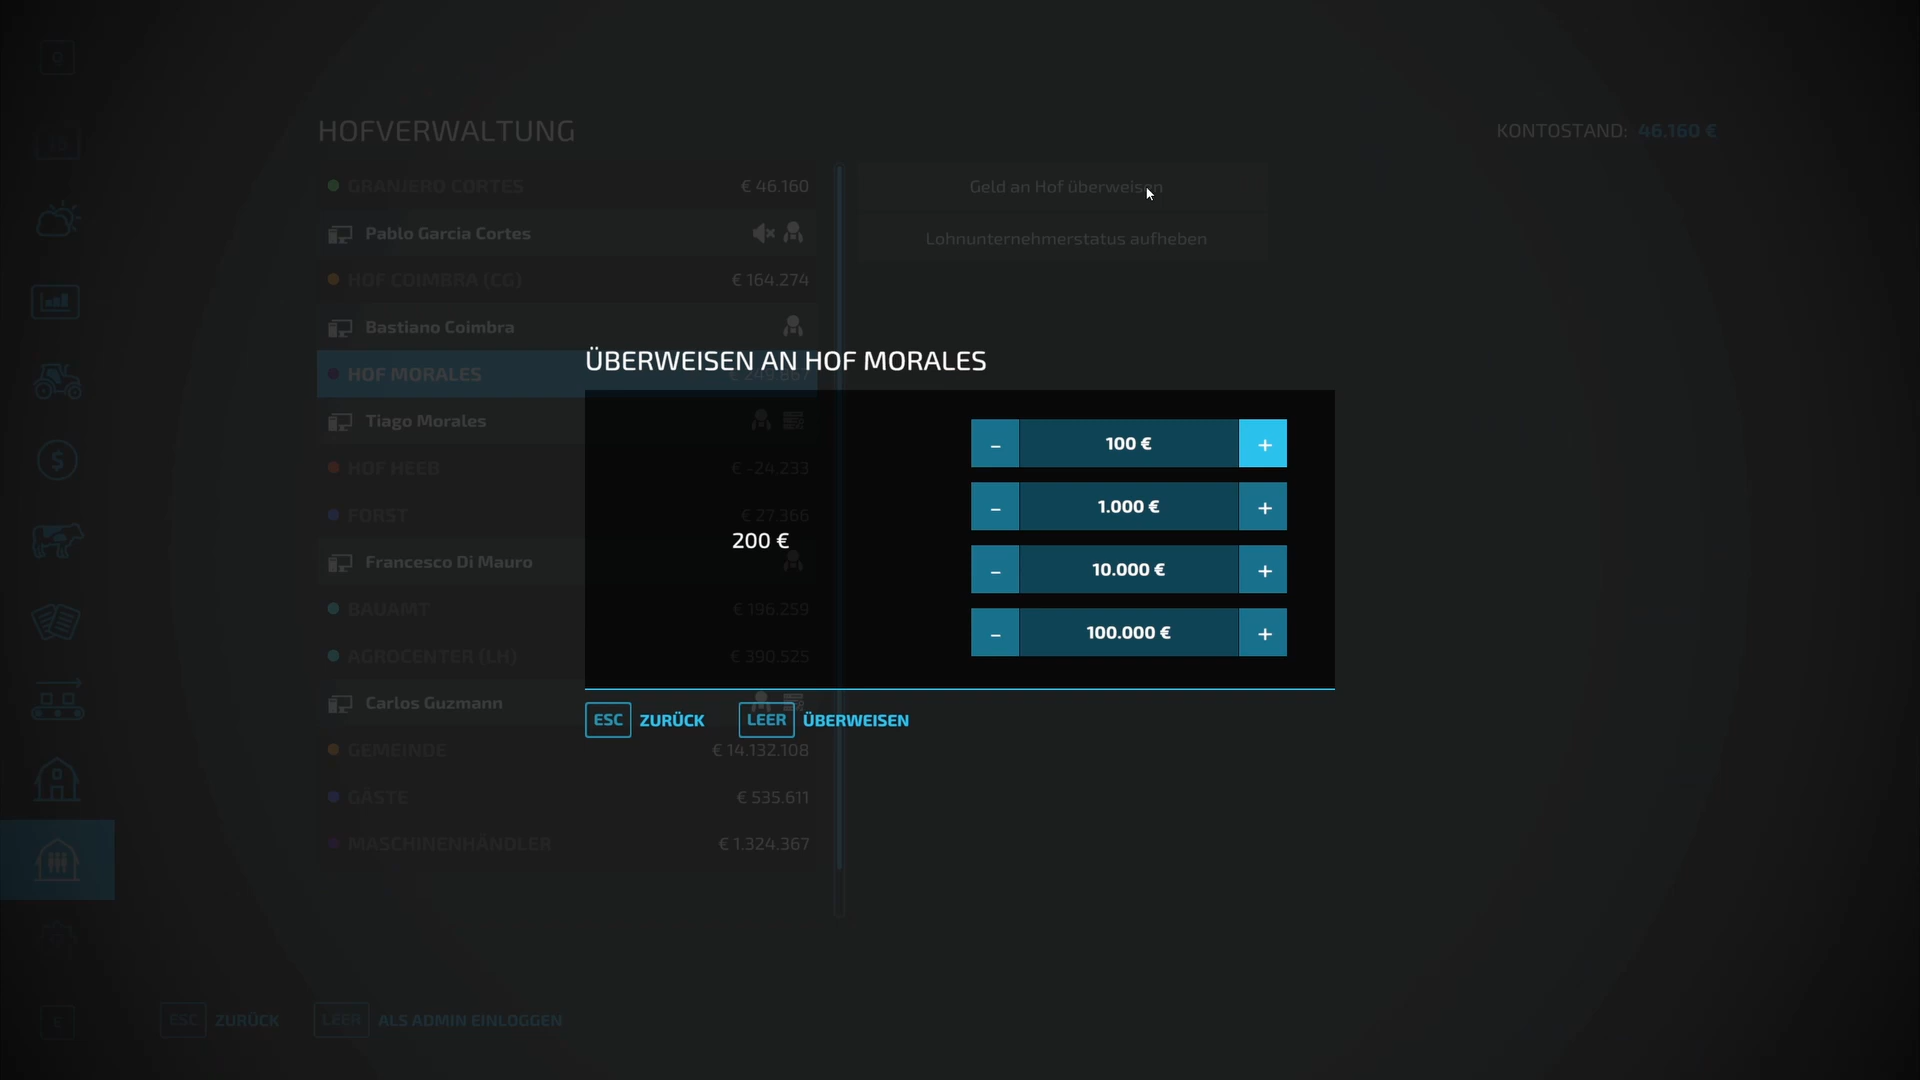 HOFVERWALTUNG
KONTOSTAND: 46.160 €
GRANJERO CORTES € 46.160
Geld an Hof überweisen
Pablo Garcia Cortes
Lohnunternehmerstatus aufheben
HOF COIMBRA (CG) € 164.274
Bastiano Coimbra
ÜBERWEISEN AN HOF MORALES
HOF MORALES € 249.867
Tiago Morales
- 100 € +
HOF HEEB € -24.233
- 1.000 € +
FORST € 27.366
200 €
Francesco Di Mauro
- 10.000 € +
BAUAMT € 196.259
- 100.000 € +
AGROCENTER (LH) € 390.525
Carlos Guzmann
ESC ZURÜCK LEER ÜBERWEISEN
GEMEINDE € 14.132.108
GÄSTE € 535.611
MASCHINENHÄNDLER € 1.324.367
E
ESC ZURÜCK LEER ALS ADMIN EINLOGGEN